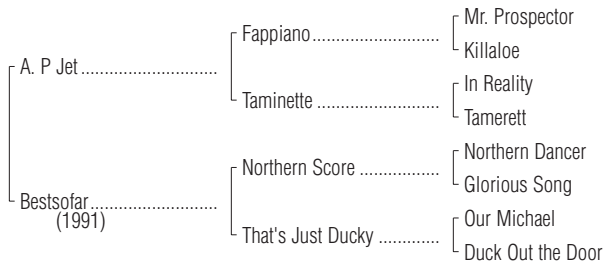 Mr. Prospector
Fappiano
Killaloe
A. P Jet
In Reality
Taminette
Tamerett
Northern Dancer
Northern Score
Glorious Song
Bestsofar
(1991)
Our Michael
That's Just Ducky
Duck Out the Door